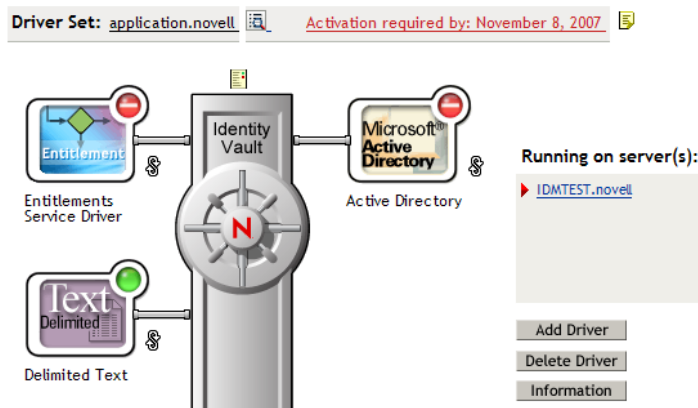 Driver Set: application.novell Activation required by: November 8, 2007
Identity
Vault
Entitlement
Entitlements
Service Driver
Microsoft®
Active
Directory
Active Directory
N
Text
Delimited
Delimited Text
Running on server(s):
IDMTEST.novell
Add Driver
Delete Driver
Information